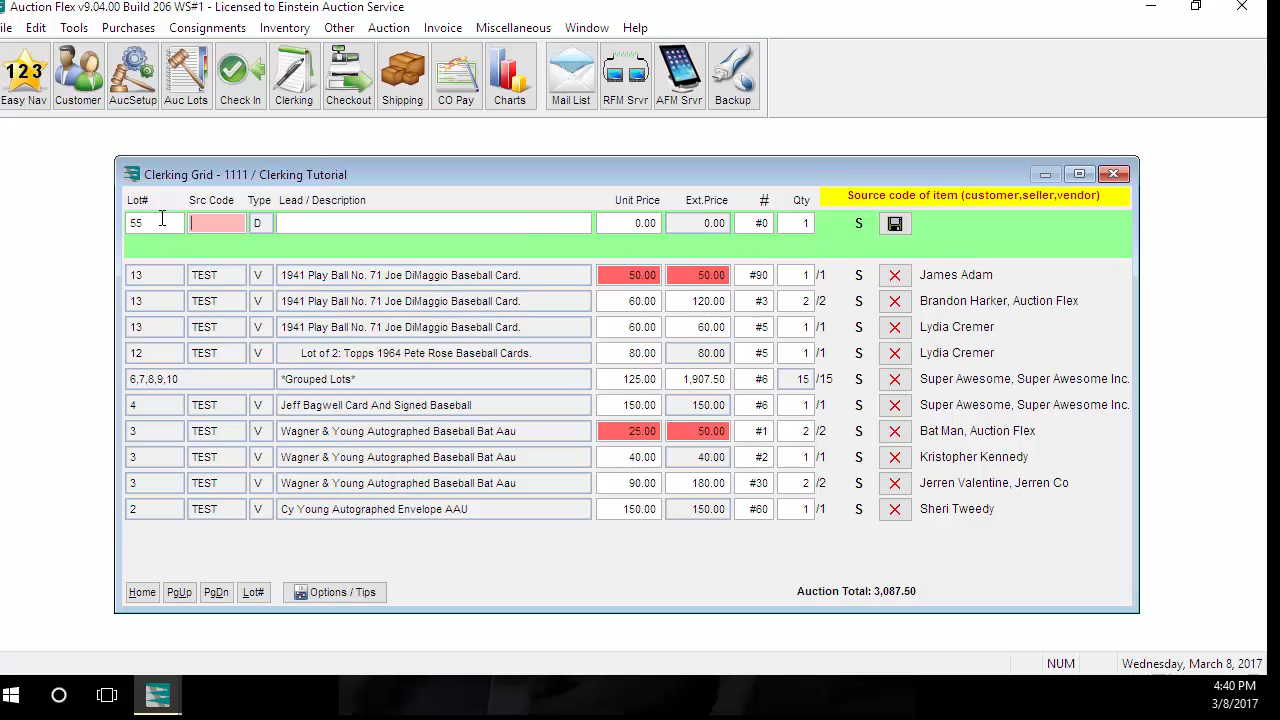 Auction Flex v9.04.00 Build 206 WS#1 - Licensed to Einstein Auction Service
ile Edit Tools Purchases Consignments Inventory Other Auction Invoice Miscellaneous Window Help
1 2 3
Easy Nav Customer AucSetup Auc Lots Check In Clerking Checkout Shipping CO Pay Charts Mail List RFM Srvr AFM Srvr Backup
Clerking Grid - 1111 / Clerking Tutorial
Lot# Src Code Type Lead / Description Unit Price Ext.Price # Qty Source code of item (customer,seller,vendor)
55 D 0.00 0.00 #0 1 S
13 TEST V 1941 Play Ball No. 71 Joe DiMaggio Baseball Card. 50.00 50.00 #90 1 /1 S James Adam
13 TEST V 1941 Play Ball No. 71 Joe DiMaggio Baseball Card. 60.00 120.00 #3 2 /2 S Brandon Harker, Auction Flex
13 TEST V 1941 Play Ball No. 71 Joe DiMaggio Baseball Card. 60.00 60.00 #5 1 /1 S Lydia Cremer
12 TEST V Lot of 2: Topps 1964 Pete Rose Baseball Cards. 80.00 80.00 #5 1 /1 S Lydia Cremer
6,7,8,9,10 *Grouped Lots* 125.00 1,907.50 #6 15 /15 S Super Awesome, Super Awesome Inc.
4 TEST V Jeff Bagwell Card And Signed Baseball 150.00 150.00 #6 1 /1 S Super Awesome, Super Awesome Inc.
3 TEST V Wagner & Young Autographed Baseball Bat Aau 25.00 50.00 #1 2 /2 S Bat Man, Auction Flex
3 TEST V Wagner & Young Autographed Baseball Bat Aau 40.00 40.00 #2 1 /1 S Kristopher Kennedy
3 TEST V Wagner & Young Autographed Baseball Bat Aau 90.00 180.00 #30 2 /2 S Jerren Valentine, Jerren Co
2 TEST V Cy Young Autographed Envelope AAU 150.00 150.00 #60 1 /1 S Sheri Tweedy
Home PgUp PgDn Lot# Options / Tips Auction Total: 3,087.50
NUM Wednesday, March 8, 2017
4:40 PM
3/8/2017